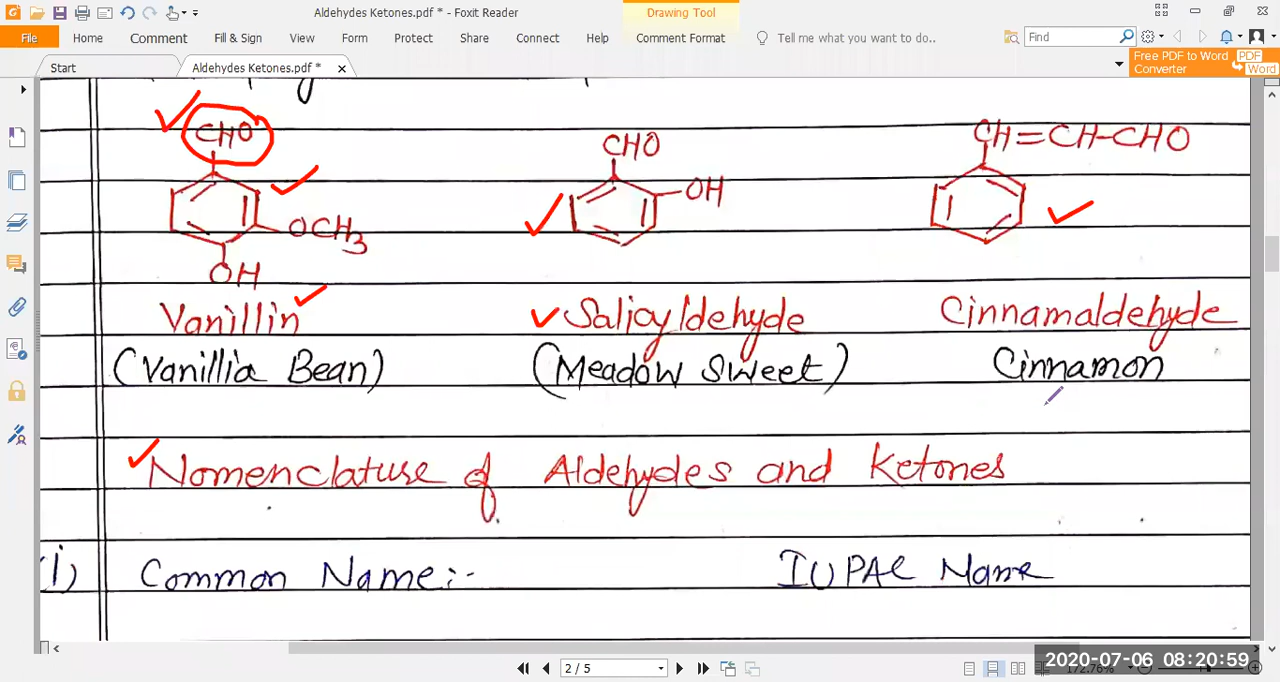 Aldehydes Ketones.pdf * - Foxit Reader
Drawing Tool
File Home Comment Fill & Sign View Form Protect Share Connect Help Comment Format Tell me what you want to do.. Find
Start
Aldehydes Ketones.pdf *
Free PDF to Word Converter
PDF
Word
CHO
OCH3
OH
CHO
OH
CH=CH-CHO
Vanillin
Salicyldehyde
Cinnamaldehyde
(Vanillia Bean)
(Meadow Sweet)
Cinnamon
Nomenclature of Aldehydes and Ketones
(i) Common Name:-
IUPAC Name
2 / 5
2020-07-06 08:20:59